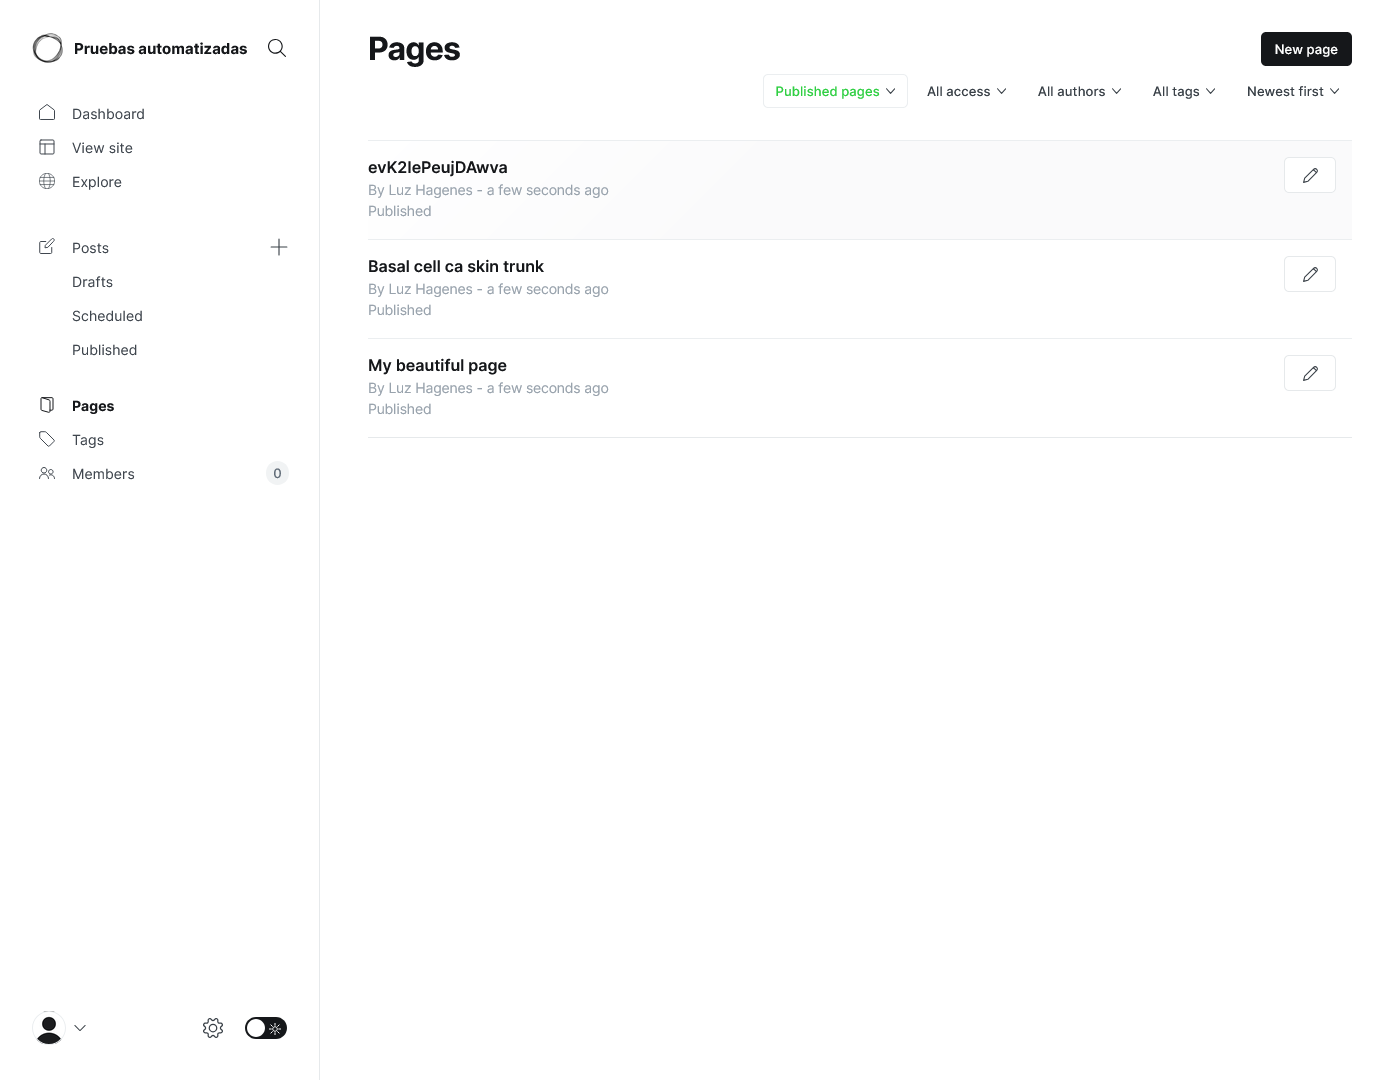 Pruebas automatizadas
Dashboard
View site
Explore
Posts
Drafts
Scheduled
Published
Pages
Tags
Members
0
Pages
New page
Published pages
All access
All authors
All tags
Newest first
evK2IePeujDAwva
By Luz Hagenes - a few seconds ago
Published
Basal cell ca skin trunk
By Luz Hagenes - a few seconds ago
Published
My beautiful page
By Luz Hagenes - a few seconds ago
Published